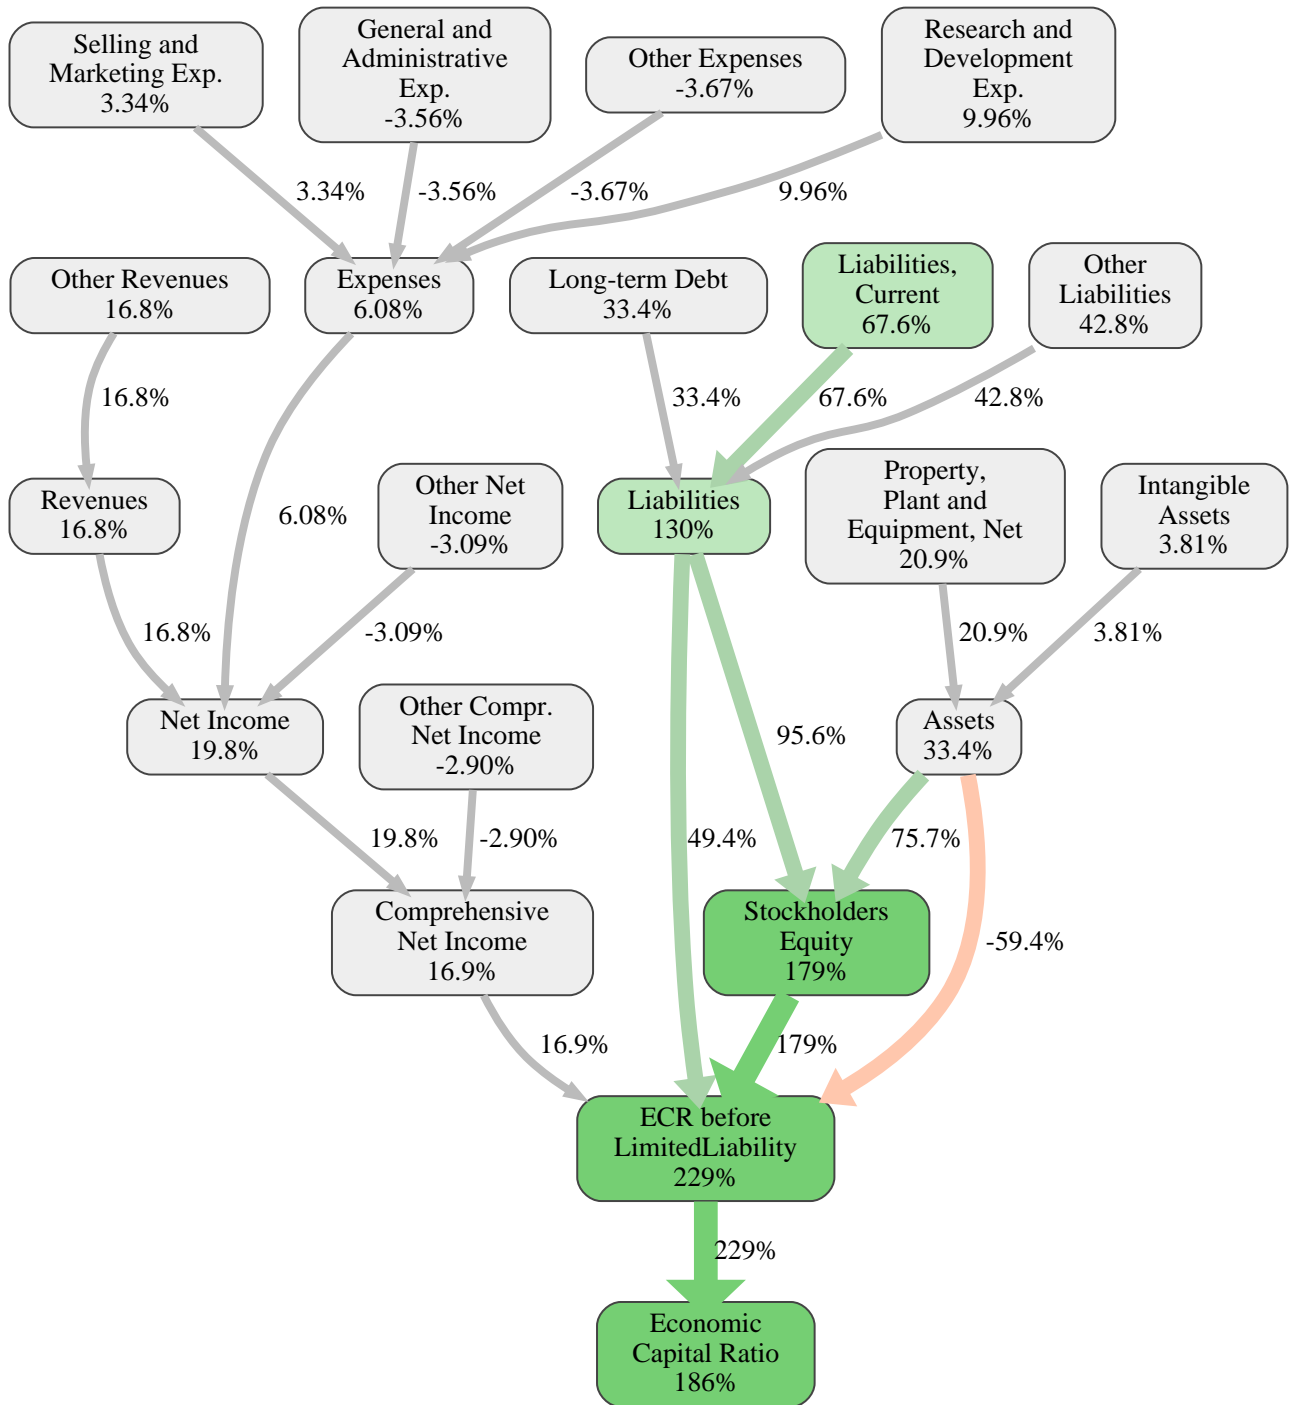 Selling and
Marketing Exp.
3.34%
General and
Administrative
Exp.
-3.56%
Other Expenses
-3.67%
Research and
Development
Exp.
9.96%
3.34%
-3.56%
-3.67%
9.96%
Other Revenues
16.8%
Expenses
6.08%
Long-term Debt
33.4%
Liabilities,
Current
67.6%
Other
Liabilities
42.8%
16.8%
33.4%
67.6%
42.8%
Revenues
16.8%
6.08%
Other Net
Income
-3.09%
Liabilities
130%
Property,
Plant and
Equipment, Net
20.9%
Intangible
Assets
3.81%
16.8%
-3.09%
20.9%
3.81%
Net Income
19.8%
Other Compr.
Net Income
-2.90%
95.6%
Assets
33.4%
19.8%
-2.90%
49.4%
75.7%
Comprehensive
Net Income
16.9%
Stockholders
Equity
179%
-59.4%
16.9%
179%
ECR before
LimitedLiability
229%
229%
Economic
Capital Ratio
186%